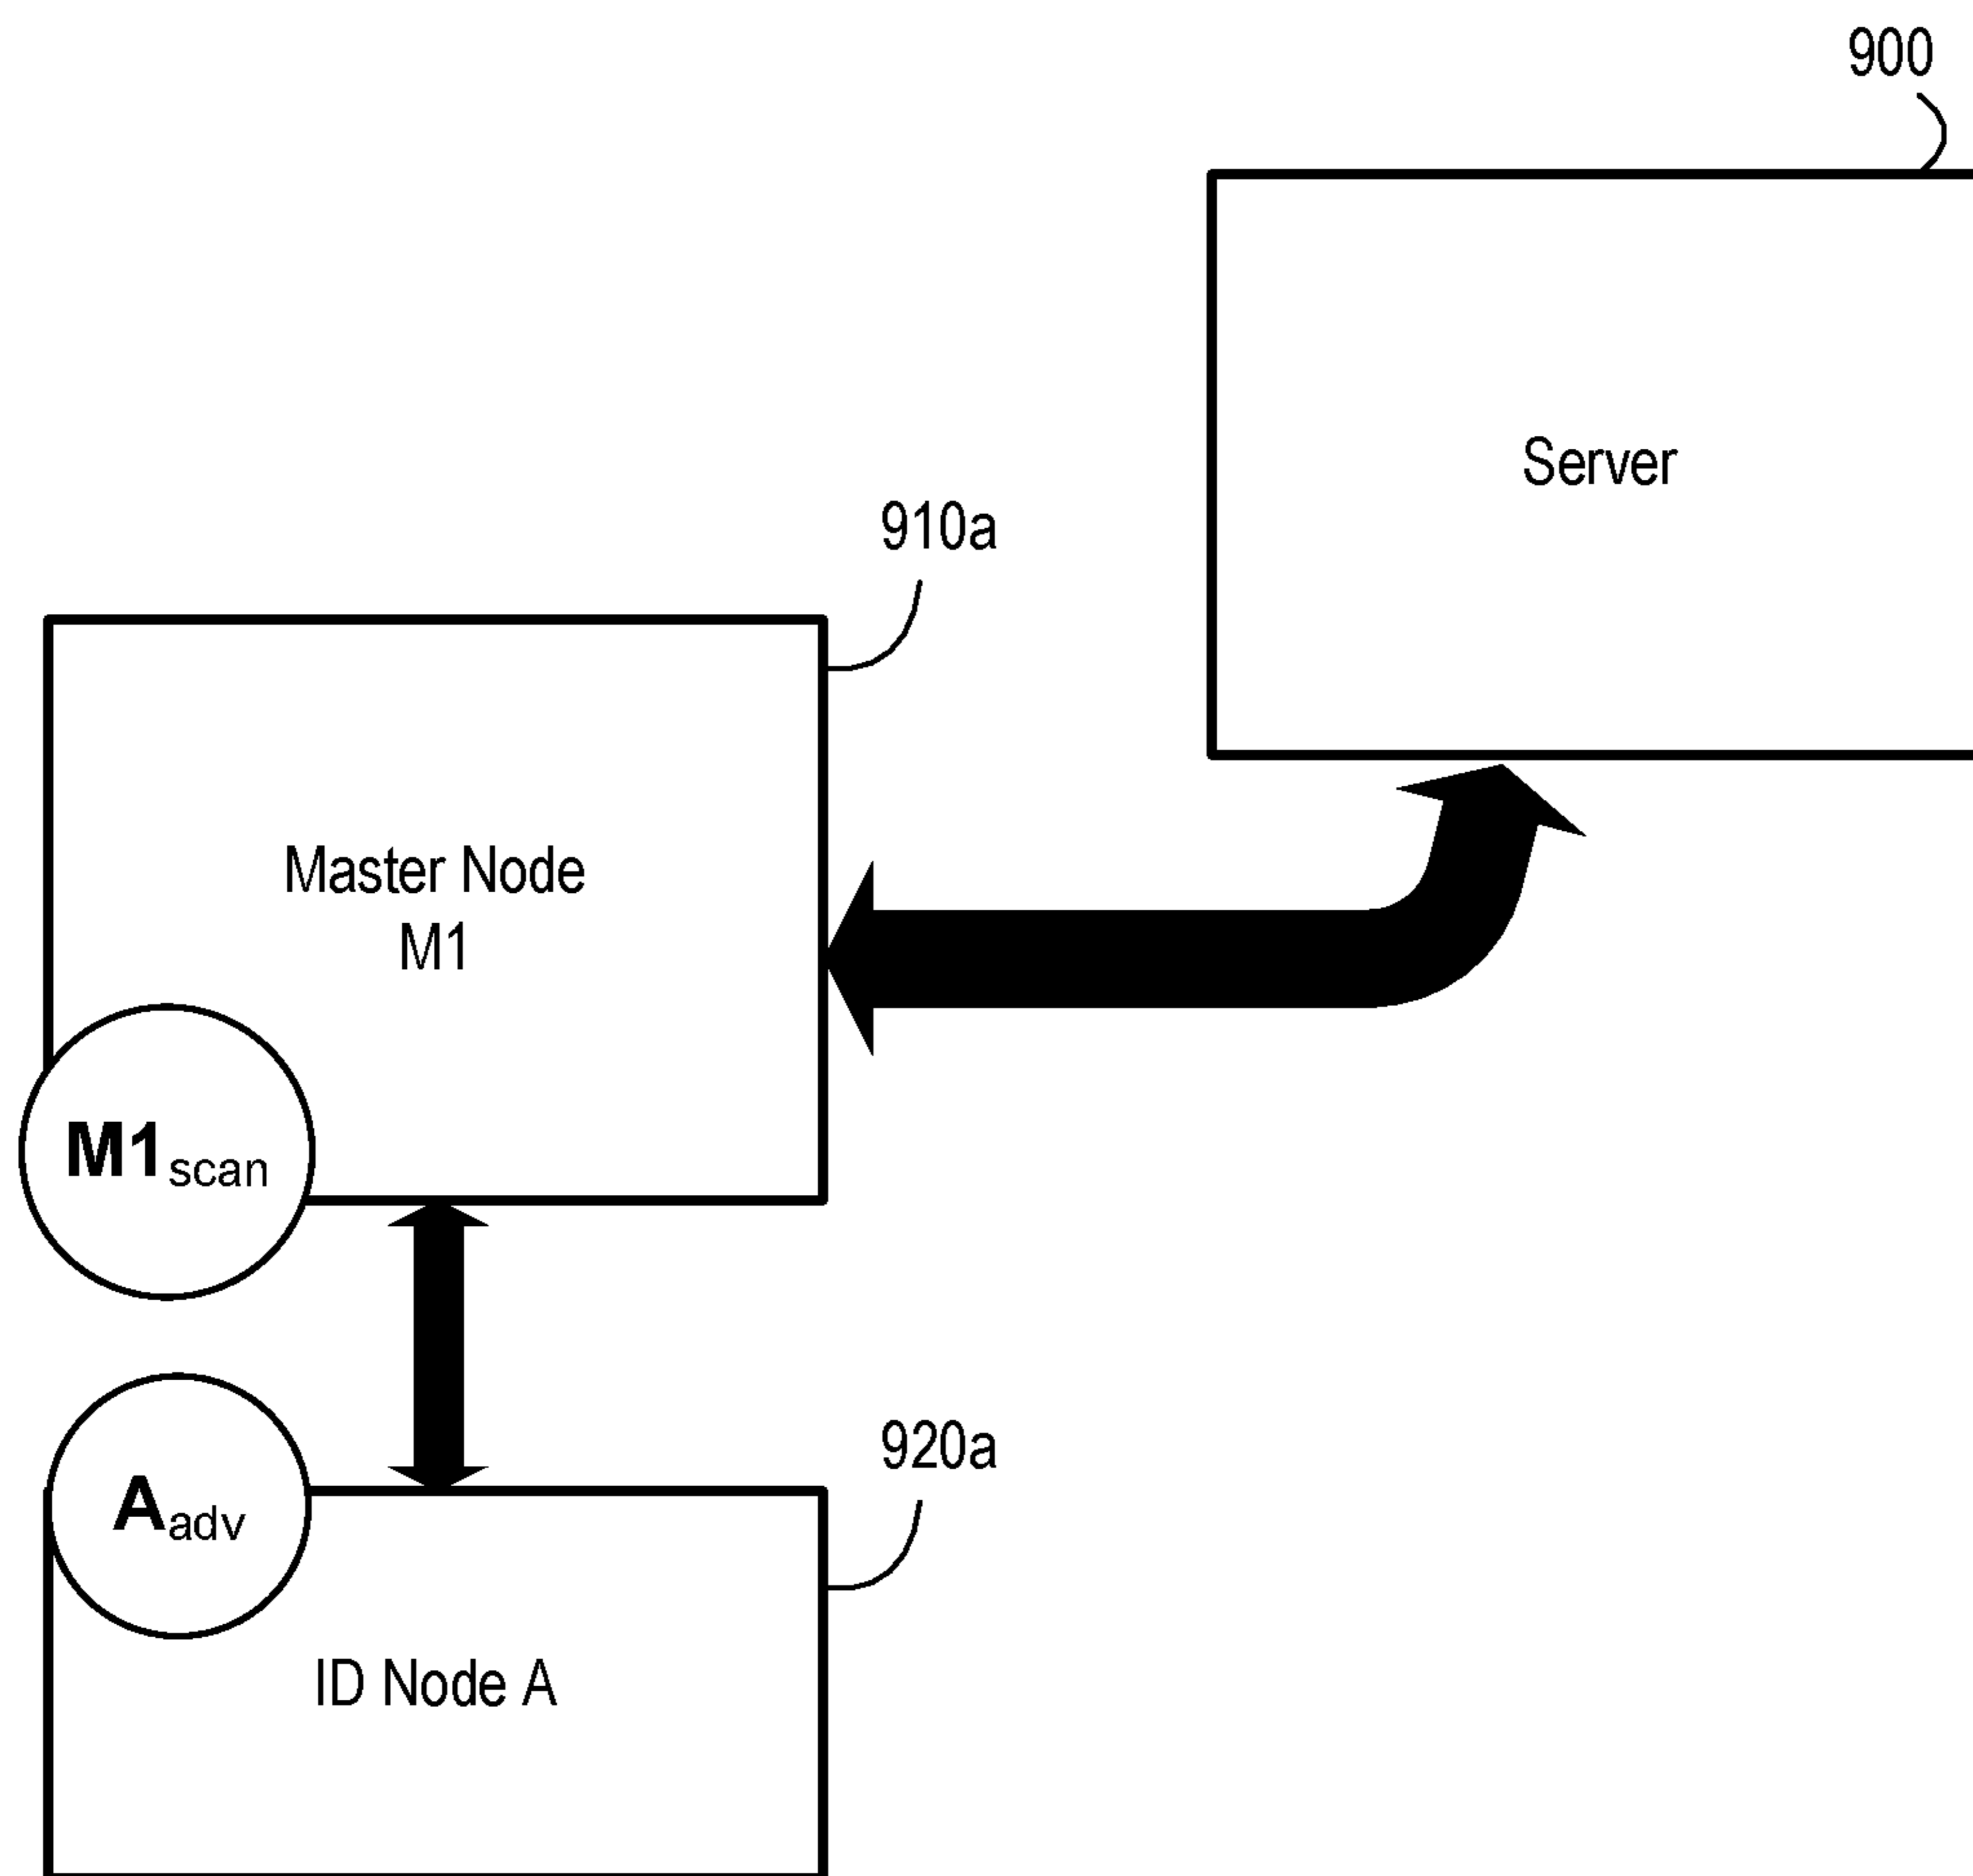 900
Server
910a
Master Node
M1
M1scan
920a
Aadv
ID Node A